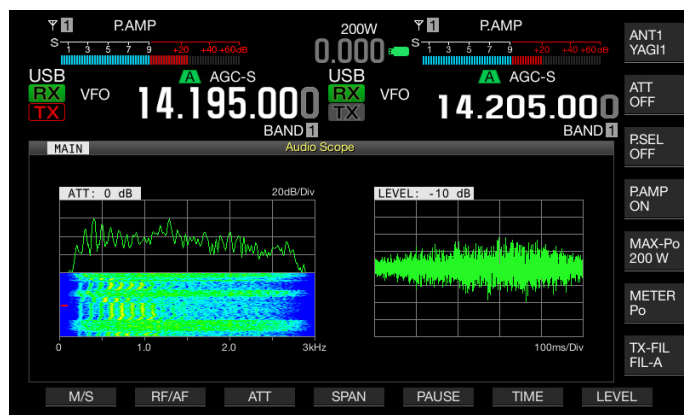 1 P.AMP
S 1 3 5 7 9 +20 +40 +60dB
200W
0.000
1 P.AMP
S 1 3 5 7 9 +20 +40 +60dB
USB A AGC-S
RX VFO 14.195.000
TX
BAND 1
USB A AGC-S
RX VFO 14.205.000
TX
BAND 1
MAIN Audio Scope
ATT: 0 dB 20dB/Div
0 1.0 2.0 3kHz
LEVEL: -10 dB
100ms/Div
ANT1
YAGI1
ATT
OFF
P.SEL
OFF
P.AMP
ON
MAX-Po
200 W
METER
Po
TX-FIL
FIL-A
M/S RF/AF ATT SPAN PAUSE TIME LEVEL